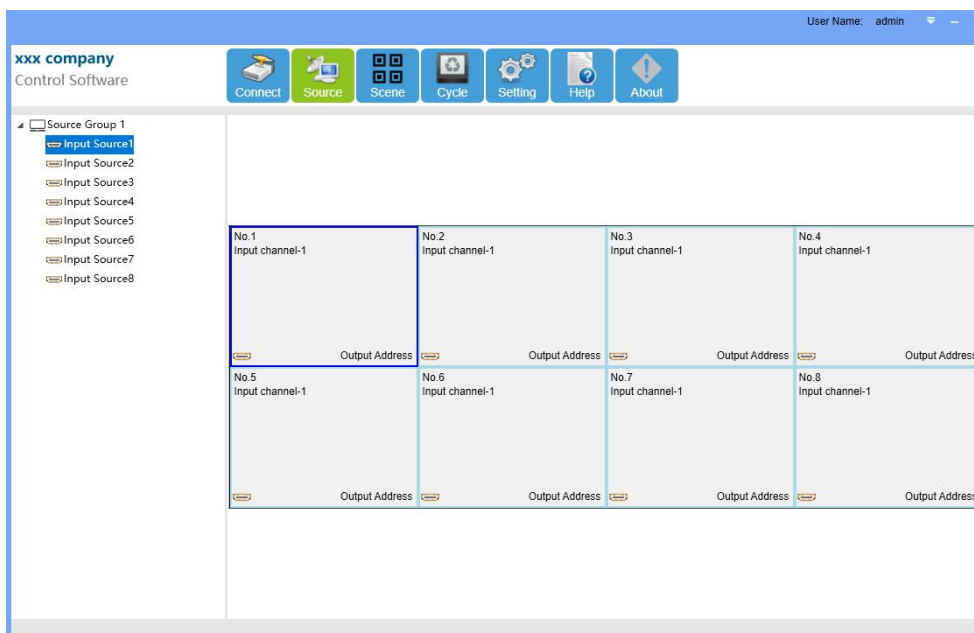 User Name: admin
xxx company
Control Software
Connect
Source
Scene
Cycle
Setting
Help
About
Source Group 1
Input Source1
Input Source2
Input Source3
Input Source4
Input Source5
Input Source6
Input Source7
Input Source8
No.1
Input channel-1
Output Address
No.2
Input channel-1
Output Address
No.3
Input channel-1
Output Address
No.4
Input channel-1
Output Address
No.5
Input channel-1
Output Address
No.6
Input channel-1
Output Address
No.7
Input channel-1
Output Address
No.8
Input channel-1
Output Address